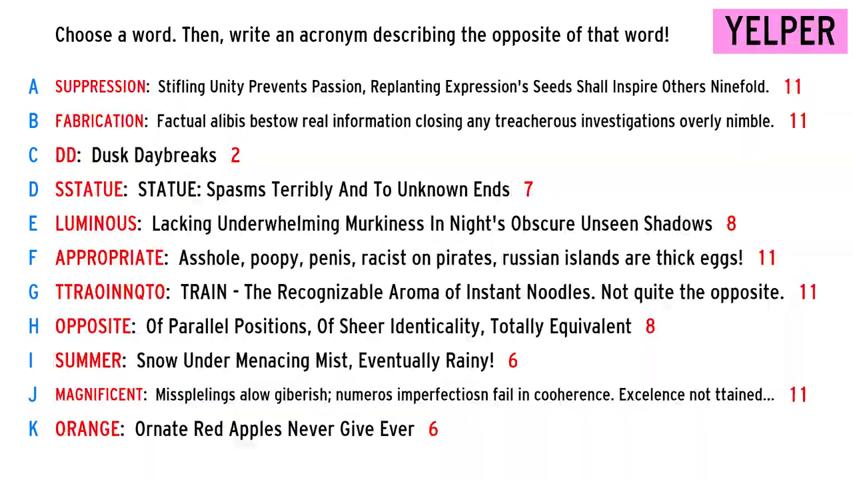 Choose a word. Then, write an acronym describing the opposite of that word!
YELPER
A SUPPRESSION: Stifling Unity Prevents Passion, Replanting Expression's Seeds Shall Inspire Others Ninefold. 11
B FABRICATION: Factual alibis bestow real information closing any treacherous investigations overly nimble. 11
C DD: Dusk Daybreaks 2
D SSTATUE: STATUE: Spasms Terribly And To Unknown Ends 7
E LUMINOUS: Lacking Underwhelming Murkiness In Night's Obscure Unseen Shadows 8
F APPROPRIATE: Asshole, poopy, penis, racist on pirates, russian islands are thick eggs! 11
G TTRAOINNQTO: TRAIN - The Recognizable Aroma of Instant Noodles. Not quite the opposite. 11
H OPPOSITE: Of Parallel Positions, Of Sheer Identicality, Totally Equivalent 8
I SUMMER: Snow Under Menacing Mist, Eventually Rainy! 6
J MAGNIFICENT: Missplelings alow giberish; numeros imperfectiosn fail in cooherence. Excelence not ttained... 11
K ORANGE: Ornate Red Apples Never Give Ever 6